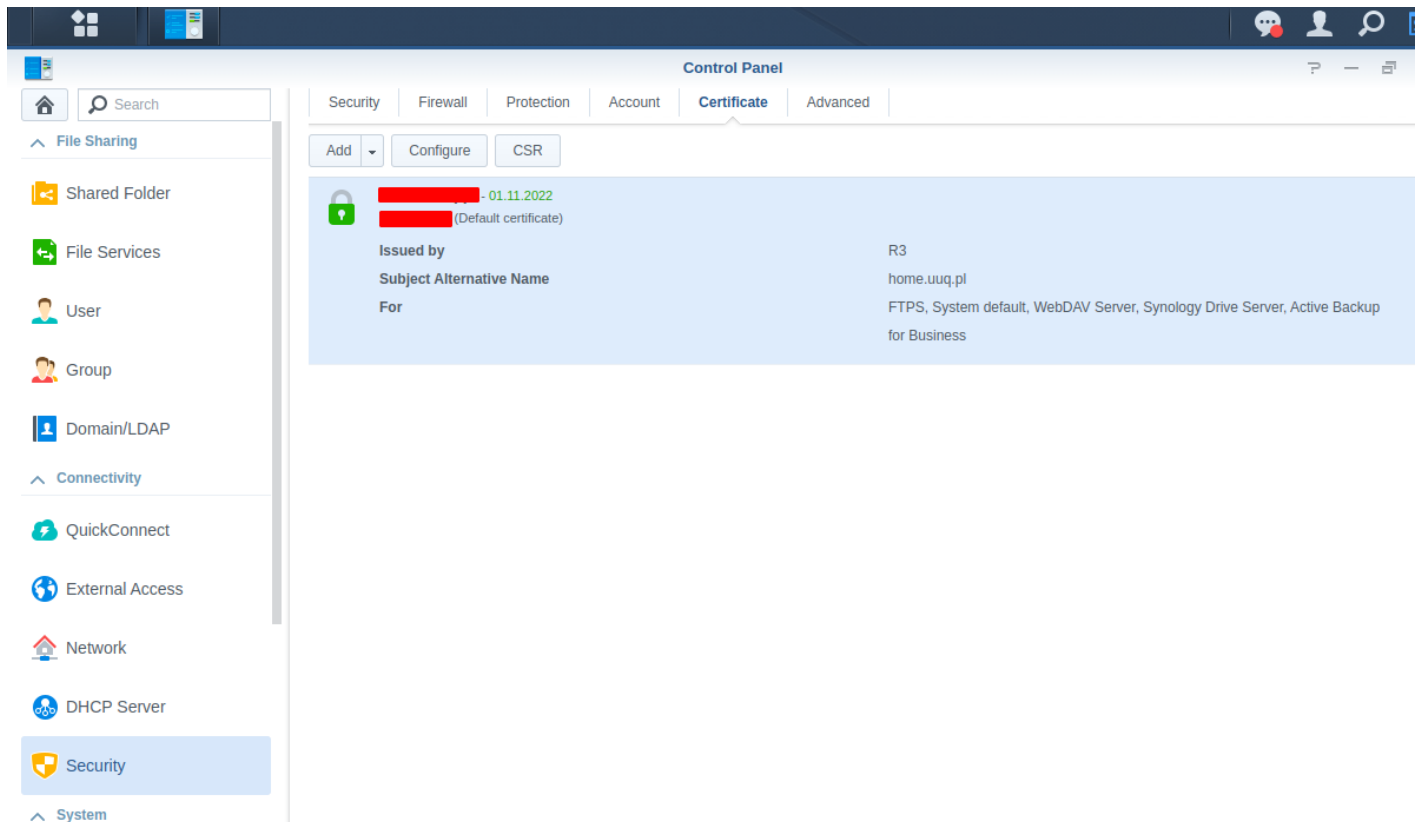 Control Panel
Search
File Sharing
Shared Folder
File Services
User
Group
Domain/LDAP
Connectivity
QuickConnect
External Access
Network
DHCP Server
Security
System
Security Firewall Protection Account Certificate Advanced
Add Configure CSR
- 01.11.2022
(Default certificate)
Issued by R3
Subject Alternative Name home.uuq.pl
For FTPS, System default, WebDAV Server, Synology Drive Server, Active Backup
for Business